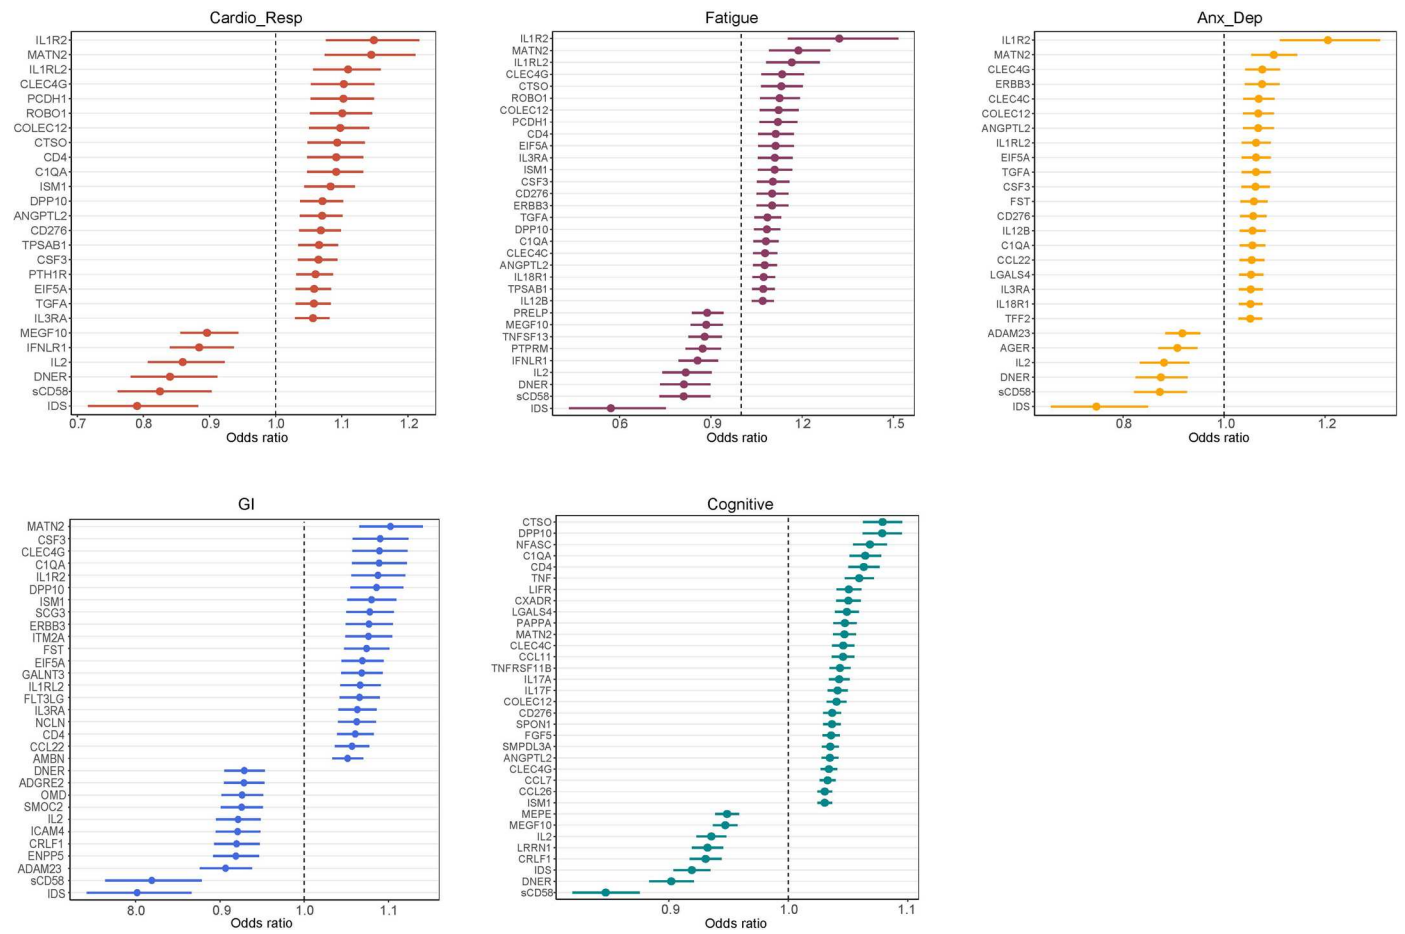 Cardio_Resp
IL1R2
MATN2
IL1RL2
CLEC4G
PCDH1
ROBO1
COLEC12
CTSO
CD4
C1QA
ISM1
DPP10
ANGPTL2
CD276
TPSAB1
CSF3
PTH1R
EIF5A
TGFA
IL3RA
MEGF10
IFNLR1
IL2
DNER
sCD58
IDS
0.7 0.8 0.9 1.0 1.1 1.2
Odds ratio
Fatigue
IL1R2
MATN2
IL1RL2
CLEC4G
CTSO
ROBO1
COLEC12
PCDH1
CD4
EIF5A
IL3RA
ISM1
CSF3
CD276
ERBB3
TGFA
DPP10
C1QA
CLEC4C
ANGPTL2
IL18R1
TPSAB1
IL12B
PRELP
MEGF10
TNFSF13
PTPRM
IFNLR1
IL2
DNER
sCD58
IDS
0.6 0.9 12 1.5
Odds ratio
Anx_Dep
IL1R2
MATN2
CLEC4G
ERBB3
CLEC4C
COLEC12
ANGPTL2
IL1RL2
EIF5A
TGFA
CSF3
FST
CD276
IL12B
C1QA
CCL22
LGALS4
IL3RA
IL18R1
TFF2
ADAM23
AGER
IL2
DNER
sCD58
IDS
0.8 1.0 1.2
Odds ratio
GI
MATN2
CSF3
CLEC4G
C1QA
IL1R2
DPP10
ISM1
SCG3
ERBB3
ITM2A
FST
EIF5A
GALNT3
IL1RL2
FLT3LG
IL3RA
NCLN
CD4
CCL22
AMBN
DNER
ADGRE2
OMD
SMOC2
IL2
ICAM4
CRLF1
ENPP5
ADAM23
sCD58
IDS
8.0 0.9 1.0 1.1
Odds ratio
Cognitive
CTSO
DPP10
NFASC
C1QA
CD4
TNF
LIFR
CXADR
LGALS4
PAPPA
MATN2
CLEC4C
CCL11
TNFRSF11B
IL17A
IL17F
COLEC12
CD276
SPON1
FGF5
SMPDL3A
ANGPTL2
CLEC4G
CCL7
CCL26
ISM1
MEPE
MEGF10
IL2
LRRN1
CRLF1
IDS
DNER
sCD58
0.9 1.0 1.1
Odds ratio